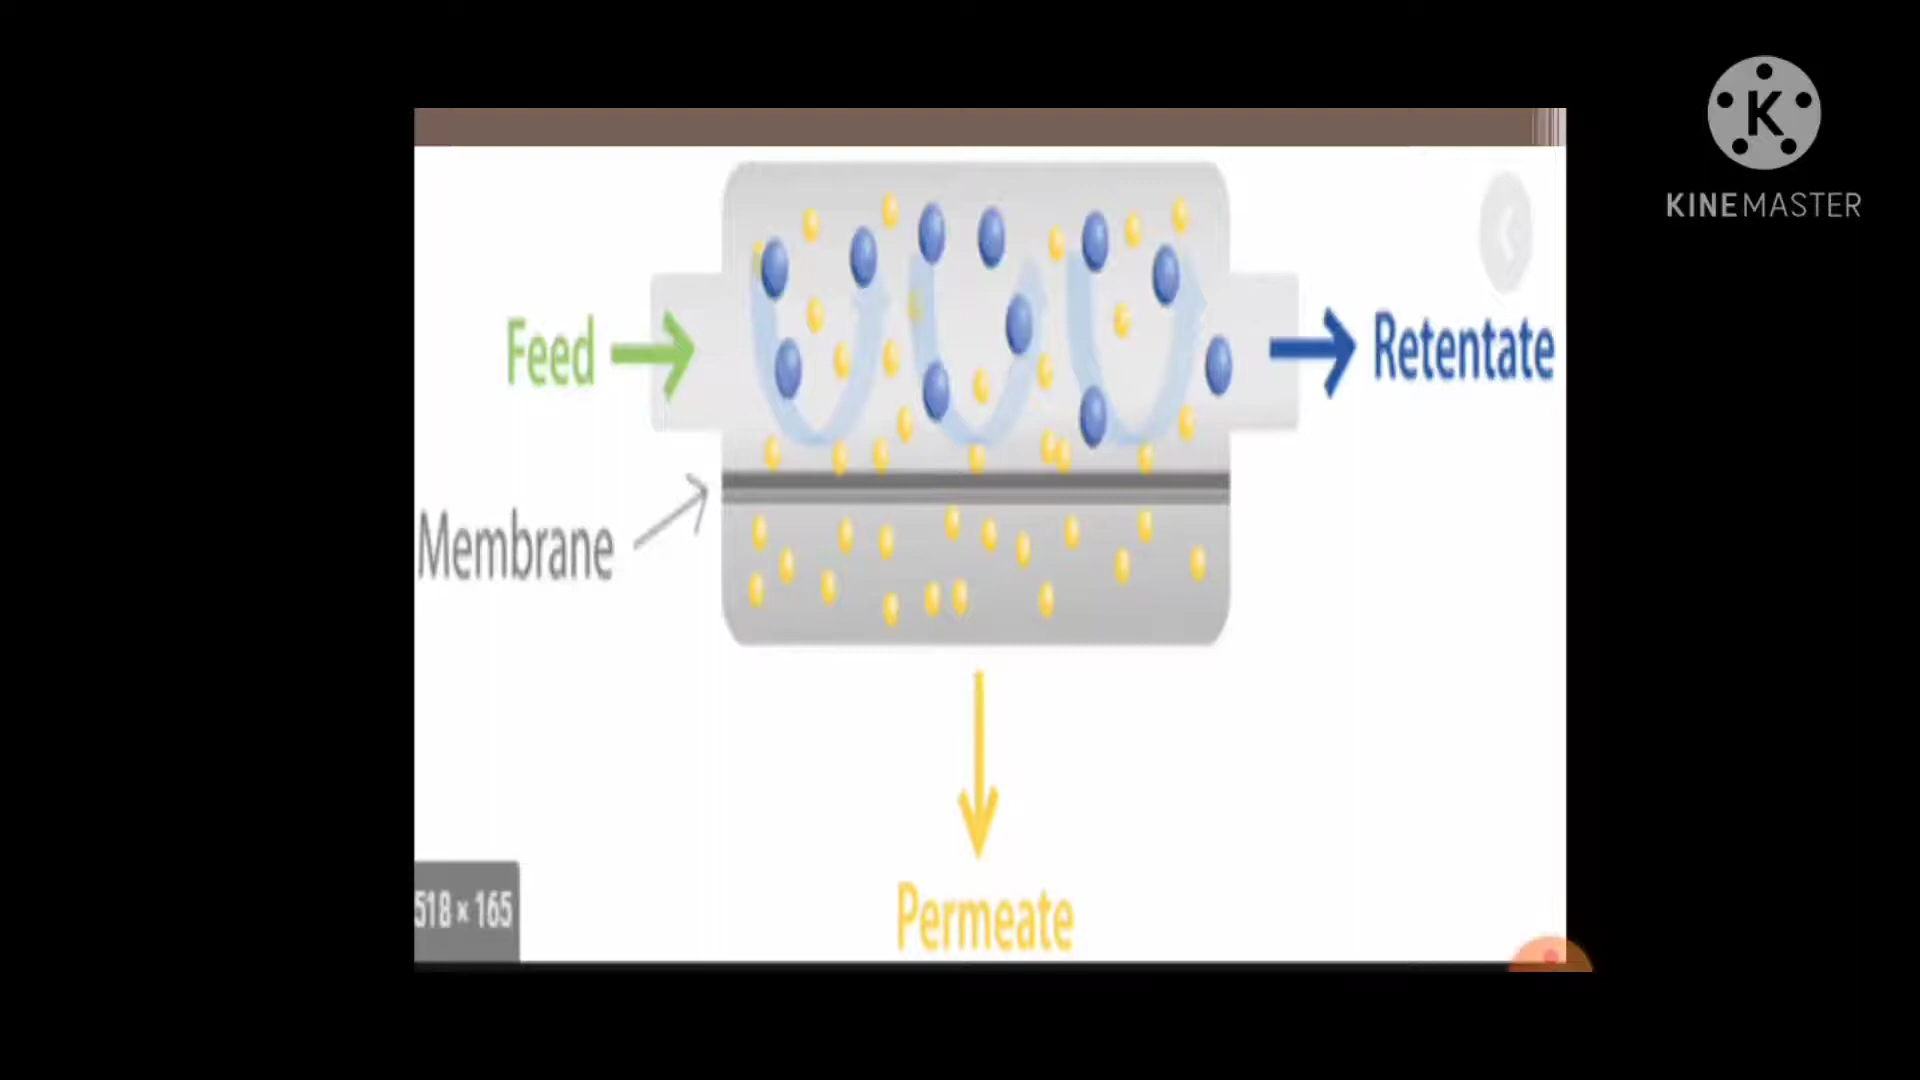 K
KINEMASTER
Feed
Retentate
Membrane
518 × 165
Permeate